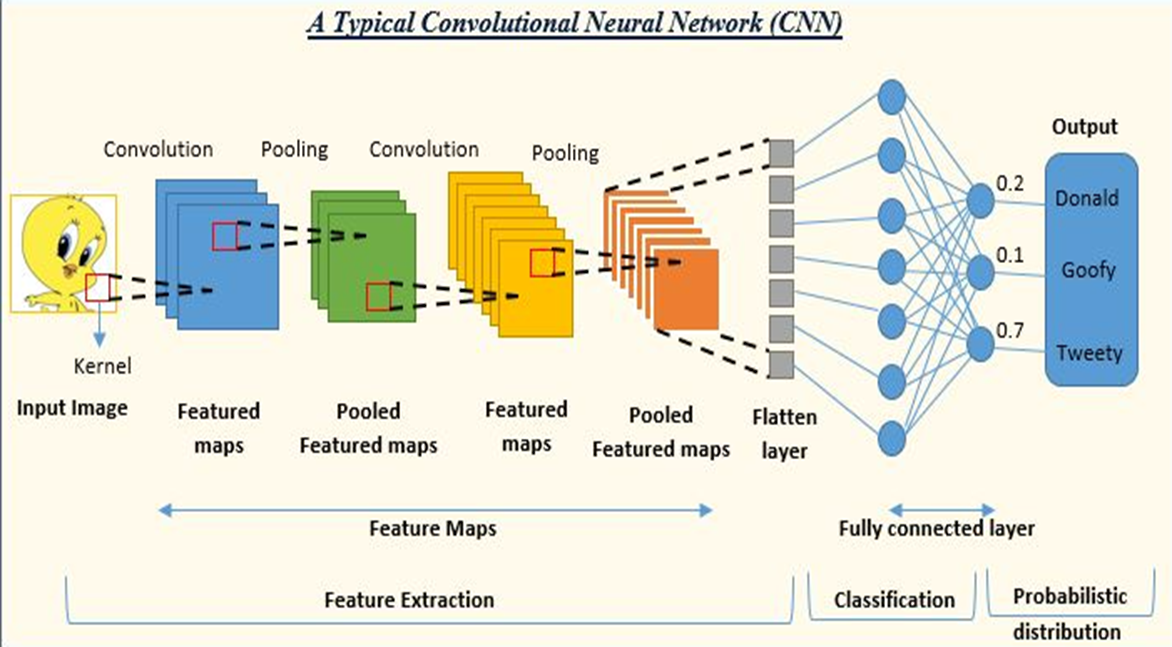 A Typical Convolutional Neural Network (CNN)
Convolution
Pooling
Convolution
Pooling
Output
0.2
Donald
0.1
Goofy
0.7
Tweety
Kernel
Input Image
Featured
maps
Pooled
Featured maps
Featured
maps
Pooled
Featured maps
Flatten
layer
Feature Maps
Fully connected layer
Feature Extraction
Classification
Probabilistic
distribution